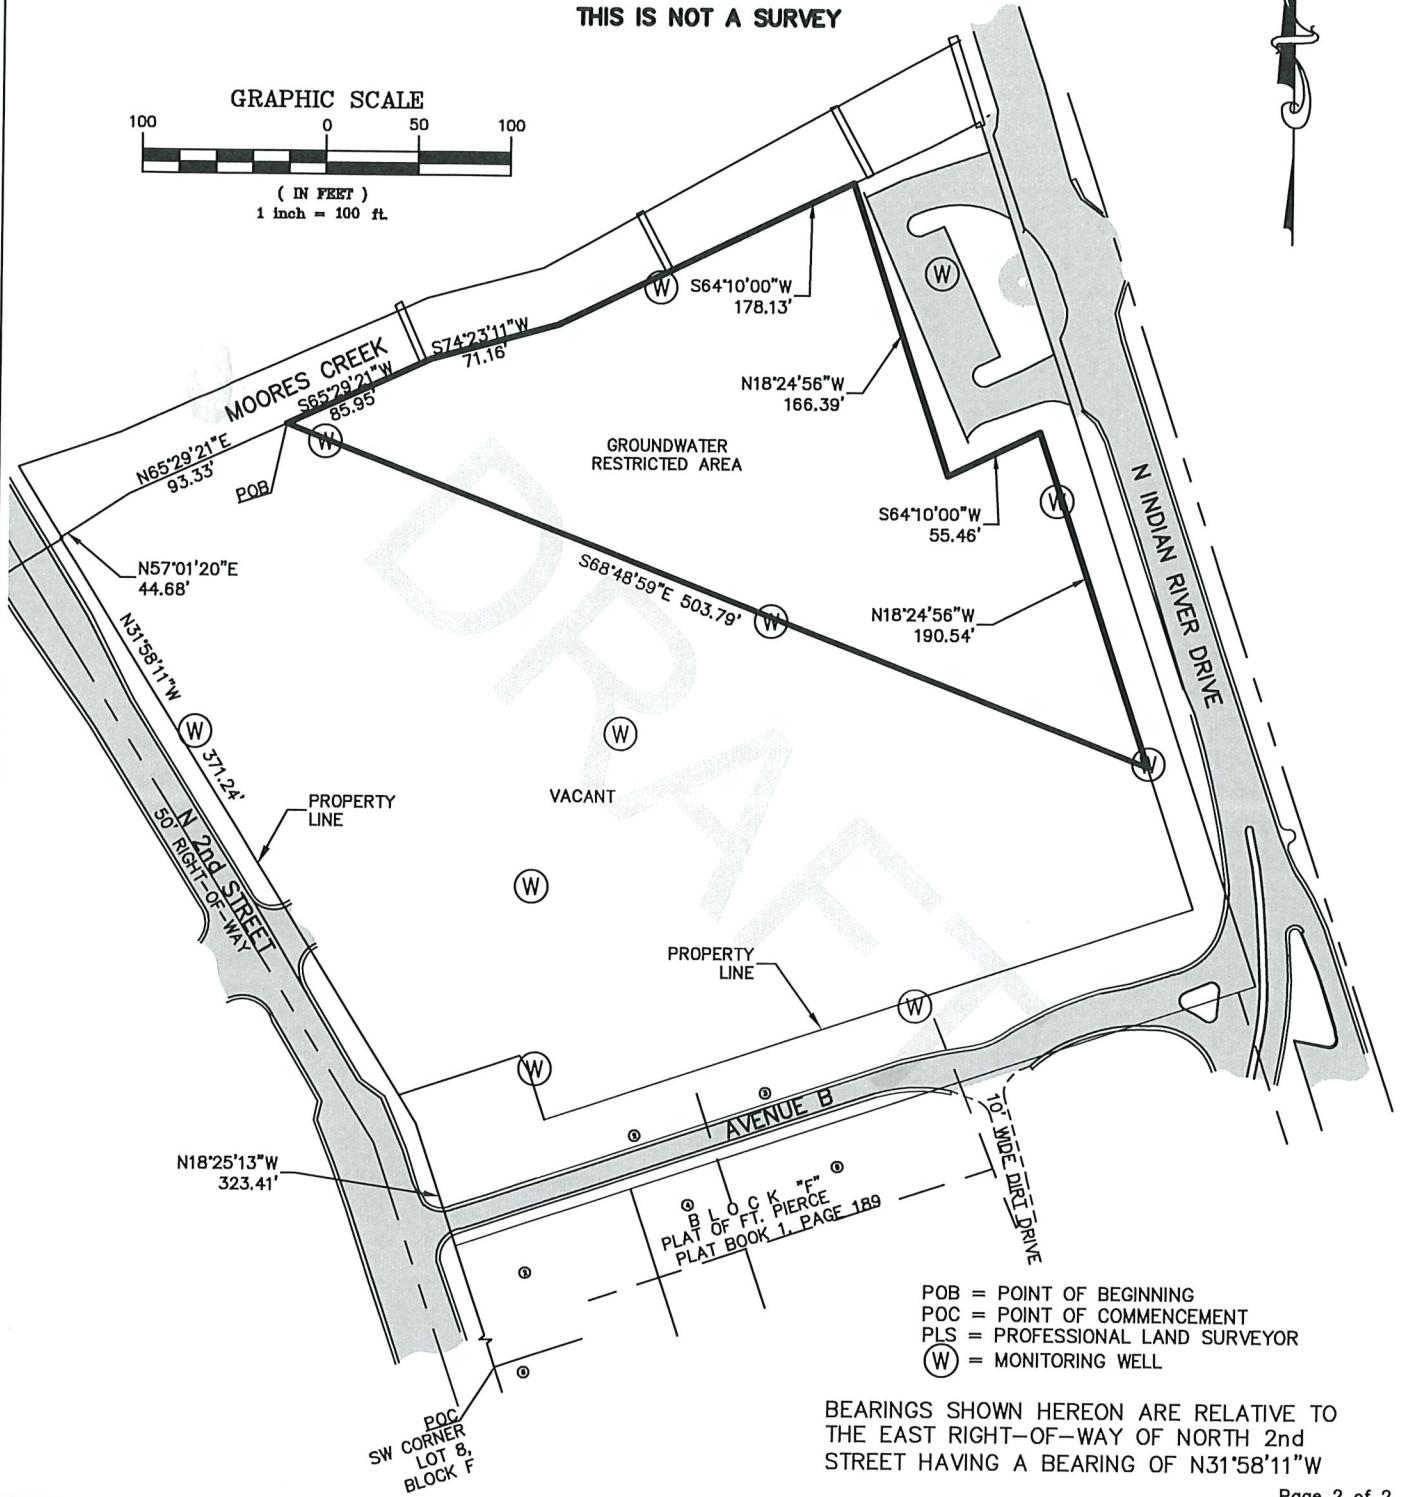 THIS IS NOT A SURVEY
GRAPHIC SCALE
100 0 50 100
( IN FEET )
1 inch = 100 ft.
MOORES CREEK
S64°10'00"W
178.13'
S74°23'11"W
71.16'
S65°29'21"W
85.95'
N65°29'21"E
93.33'
POB
N57°01'20"E
44.68'
N18°24'56"W
166.39'
GROUNDWATER
RESTRICTED AREA
S64°10'00"W
55.46'
N18°24'56"W
190.54'
S68°48'59"E 503.79'
N INDIAN RIVER DRIVE
N31°58'11"W
371.24'
W
W
W
W
W
W
W
W
W
W
W
W
VACANT
PROPERTY
LINE
N 2nd STREET
50' RIGHT-OF-WAY
PROPERTY
LINE
DRAFT
N18°25'13"W
323.41'
AVENUE B
10' WIDE DIRT DRIVE
BLOCK "F"
PLAT OF FT. PIERCE
PLAT BOOK 1, PAGE 189
POC
SW CORNER
LOT 8,
BLOCK F
POB = POINT OF BEGINNING
POC = POINT OF COMMENCEMENT
PLS = PROFESSIONAL LAND SURVEYOR
W = MONITORING WELL
BEARINGS SHOWN HEREON ARE RELATIVE TO
THE EAST RIGHT-OF-WAY OF NORTH 2nd
STREET HAVING A BEARING OF N31°58'11"W
Page 2 of 2